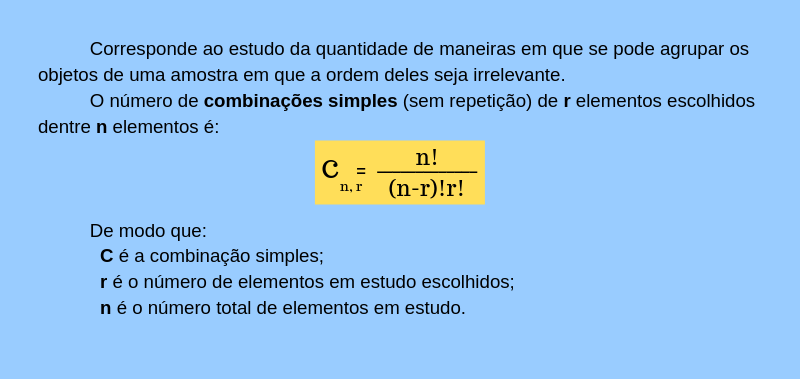 Corresponde ao estudo da quantidade de maneiras em que se pode agrupar os
objetos de uma amostra em que a ordem deles seja irrelevante.
O número de combinações simples (sem repetição) de r elementos escolhidos
dentre n elementos é:
n!
C n, r =
(n-r)!r!
De modo que:
C é a combinação simples;
r é o número de elementos em estudo escolhidos;
n é o número total de elementos em estudo.